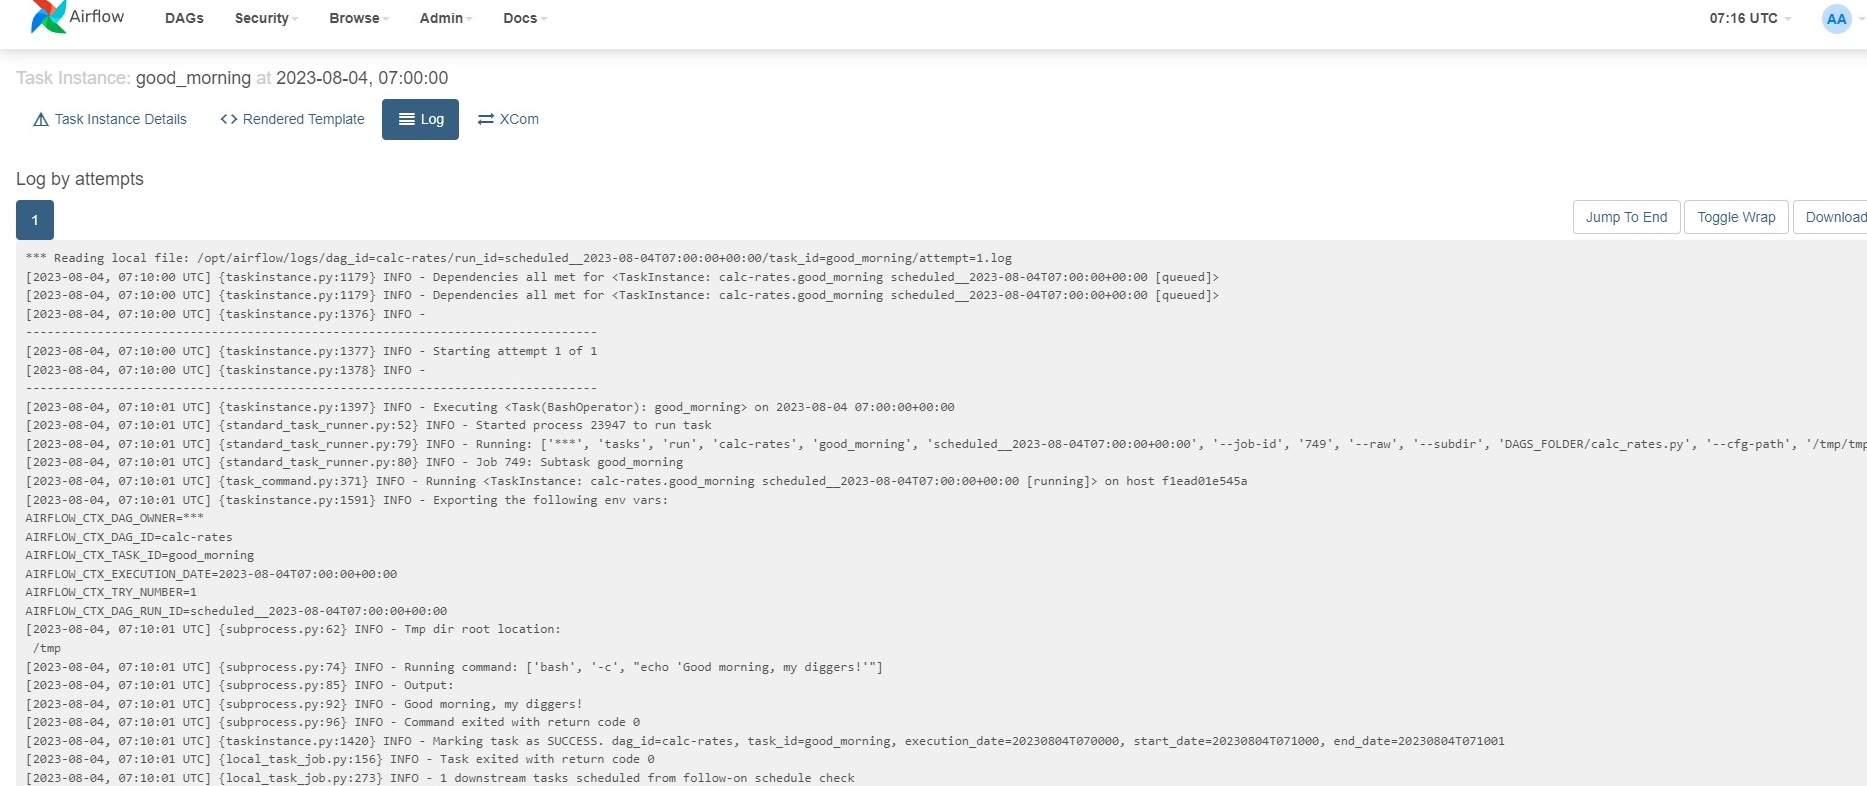 Airflow DAGs Security Browse Admin Docs 07:16 UTC AA
Task Instance: good_morning at 2023-08-04, 07:00:00
Task Instance Details <> Rendered Template Log XCom
Log by attempts
1 Jump To End Toggle Wrap Download
*** Reading local file: /opt/airflow/logs/dag_id=calc-rates/run_id=scheduled__2023-08-04T07:00:00+00:00/task_id=good_morning/attempt=1.log
[2023-08-04, 07:10:00 UTC] {taskinstance.py:1179} INFO - Dependencies all met for <TaskInstance: calc-rates.good_morning scheduled__2023-08-04T07:00:00+00:00 [queued]>
[2023-08-04, 07:10:00 UTC] {taskinstance.py:1179} INFO - Dependencies all met for <TaskInstance: calc-rates.good_morning scheduled__2023-08-04T07:00:00+00:00 [queued]>
[2023-08-04, 07:10:00 UTC] {taskinstance.py:1376} INFO -
--------------------------------------------------------------------------------
[2023-08-04, 07:10:00 UTC] {taskinstance.py:1377} INFO - Starting attempt 1 of 1
[2023-08-04, 07:10:00 UTC] {taskinstance.py:1378} INFO -
--------------------------------------------------------------------------------
[2023-08-04, 07:10:01 UTC] {taskinstance.py:1397} INFO - Executing <Task(BashOperator): good_morning> on 2023-08-04 07:00:00+00:00
[2023-08-04, 07:10:01 UTC] {standard_task_runner.py:52} INFO - Started process 23947 to run task
[2023-08-04, 07:10:01 UTC] {standard_task_runner.py:79} INFO - Running: ['***', 'tasks', 'run', 'calc-rates', 'good_morning', 'scheduled__2023-08-04T07:00:00+00:00', '--job-id', '749', '--raw', '--subdir', 'DAGS_FOLDER/calc_rates.py', '--cfg-path', '/tmp/tmp
[2023-08-04, 07:10:01 UTC] {standard_task_runner.py:80} INFO - Job 749: Subtask good_morning
[2023-08-04, 07:10:01 UTC] {task_command.py:371} INFO - Running <TaskInstance: calc-rates.good_morning scheduled__2023-08-04T07:00:00+00:00 [running]> on host f1ead01e545a
[2023-08-04, 07:10:01 UTC] {taskinstance.py:1591} INFO - Exporting the following env vars:
AIRFLOW_CTX_DAG_OWNER=***
AIRFLOW_CTX_DAG_ID=calc-rates
AIRFLOW_CTX_TASK_ID=good_morning
AIRFLOW_CTX_EXECUTION_DATE=2023-08-04T07:00:00+00:00
AIRFLOW_CTX_TRY_NUMBER=1
AIRFLOW_CTX_DAG_RUN_ID=scheduled__2023-08-04T07:00:00+00:00
[2023-08-04, 07:10:01 UTC] {subprocess.py:62} INFO - Tmp dir root location:
/tmp
[2023-08-04, 07:10:01 UTC] {subprocess.py:74} INFO - Running command: ['bash', '-c', "echo 'Good morning, my diggers!'"]
[2023-08-04, 07:10:01 UTC] {subprocess.py:85} INFO - Output:
[2023-08-04, 07:10:01 UTC] {subprocess.py:92} INFO - Good morning, my diggers!
[2023-08-04, 07:10:01 UTC] {subprocess.py:96} INFO - Command exited with return code 0
[2023-08-04, 07:10:01 UTC] {taskinstance.py:1420} INFO - Marking task as SUCCESS. dag_id=calc-rates, task_id=good_morning, execution_date=20230804T070000, start_date=20230804T071000, end_date=20230804T071001
[2023-08-04, 07:10:01 UTC] {local_task_job.py:156} INFO - Task exited with return code 0
[2023-08-04, 07:10:01 UTC] {local_task_job.py:273} INFO - 1 downstream tasks scheduled from follow-on schedule check